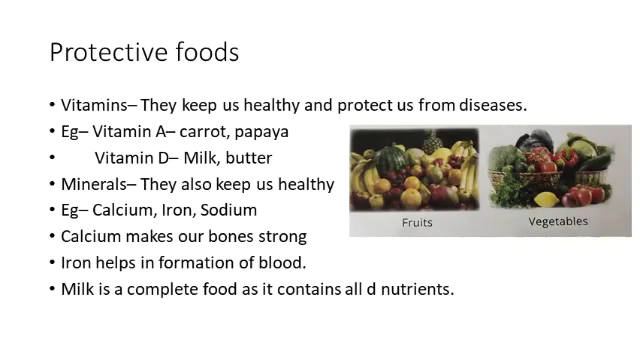 Protective foods
• Vitamins– They keep us healthy and protect us from diseases.
• Eg– Vitamin A– carrot, papaya
• Vitamin D– Milk, butter
• Minerals– They also keep us healthy
• Eg– Calcium, Iron, Sodium
• Calcium makes our bones strong
• Iron helps in formation of blood.
• Milk is a complete food as it contains all d nutrients.
Fruits
Vegetables